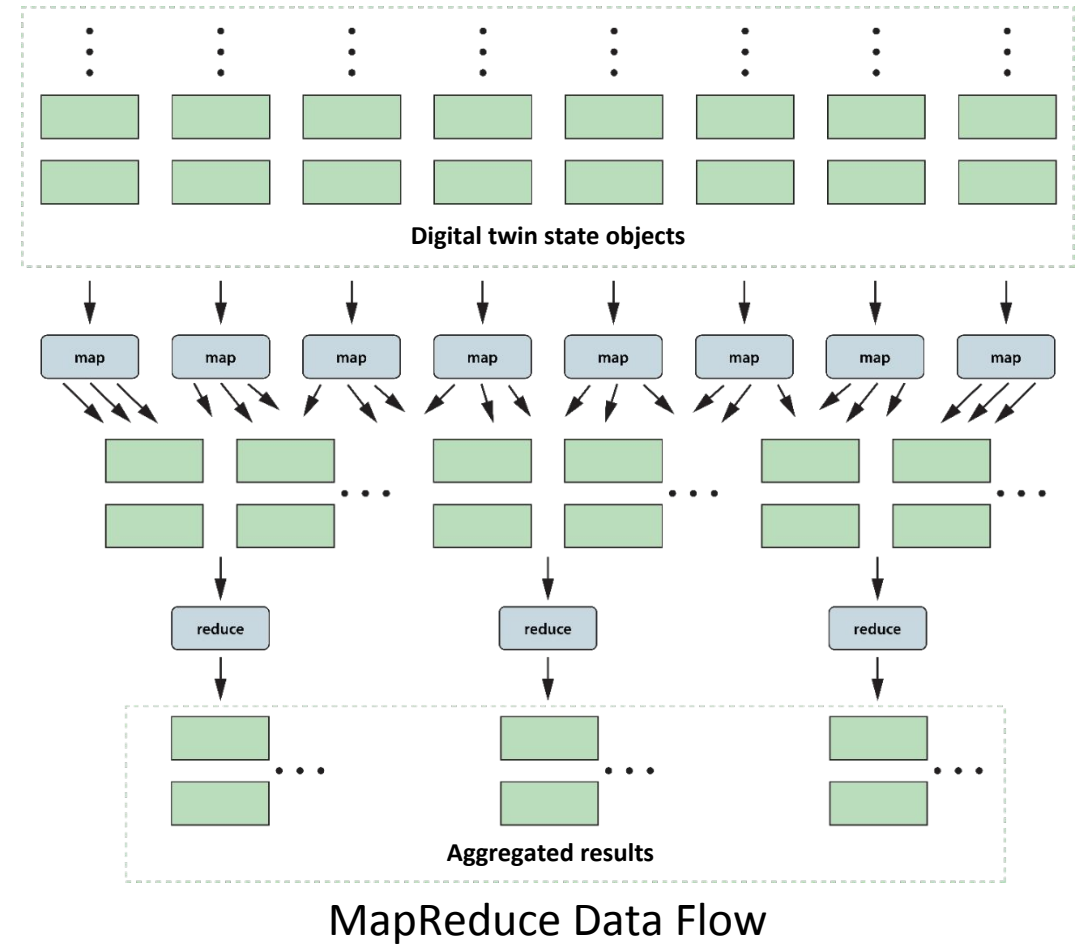 Digital twin state objects
map map map map map map map map
reduce reduce reduce
Aggregated results
MapReduce Data Flow